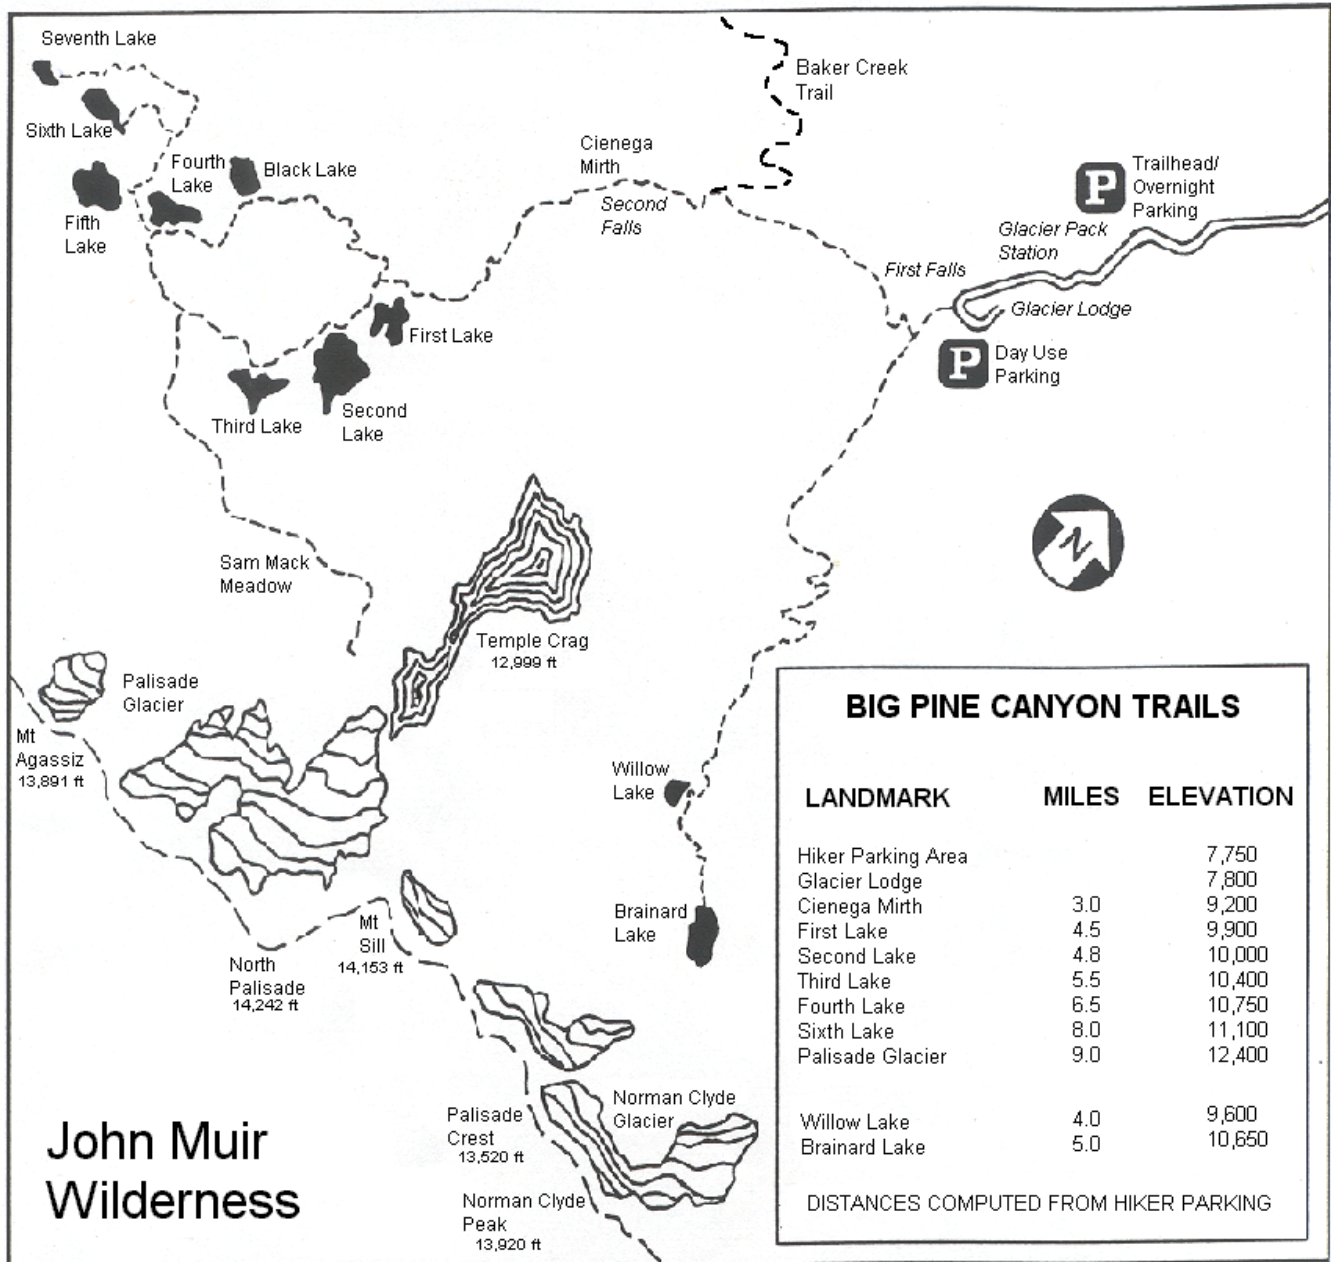 Seventh Lake
Sixth Lake
Fifth
Lake
Fourth
Lake
Black Lake
Cienega
Mirth
Second
Falls
Baker Creek
Trail
P
Trailhead/
Overnight
Parking
Glacier Pack
Station
First Falls
Glacier Lodge
P
Day Use
Parking
First Lake
Second
Lake
Third Lake
N
Sam Mack
Meadow
Temple Crag
12,999 ft
Palisade
Glacier
Mt
Agassiz
13,891 ft
Willow
Lake
Brainard
Lake
Mt
Sill
14,153 ft
North
Palisade
14,242 ft
Norman Clyde
Glacier
Palisade
Crest
13,520 ft
Norman Clyde
Peak
13,920 ft
John Muir
Wilderness
BIG PINE CANYON TRAILS
LANDMARK MILES ELEVATION
Hiker Parking Area 7,750
Glacier Lodge 7,800
Cienega Mirth 3.0 9,200
First Lake 4.5 9,900
Second Lake 4.8 10,000
Third Lake 5.5 10,400
Fourth Lake 6.5 10,750
Sixth Lake 8.0 11,100
Palisade Glacier 9.0 12,400
Willow Lake 4.0 9,600
Brainard Lake 5.0 10,650
DISTANCES COMPUTED FROM HIKER PARKING